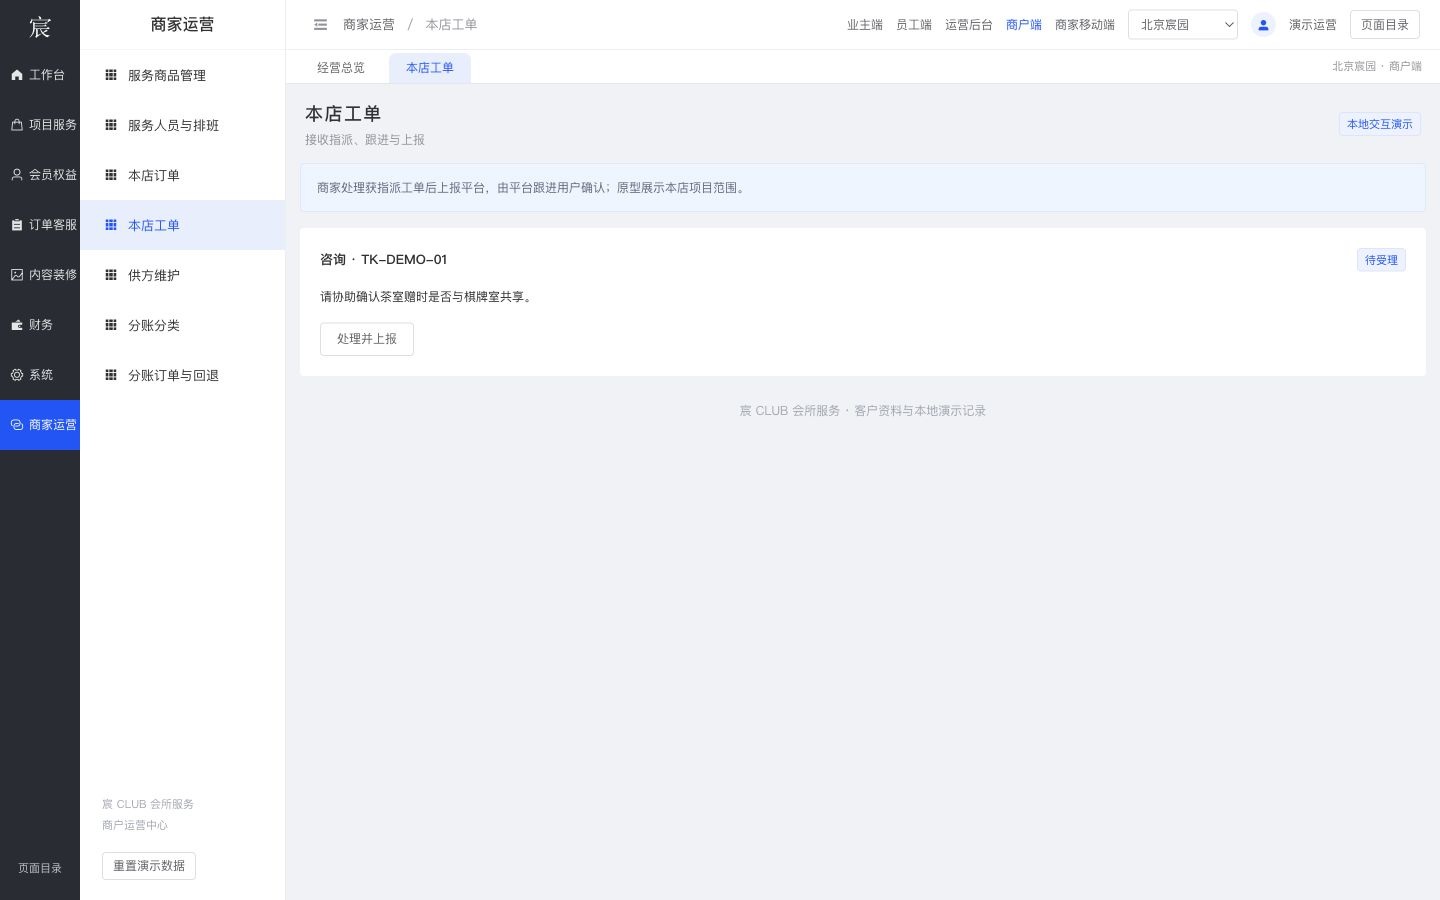 宸
工作台
项目服务
会员权益
订单客服
内容装修
财务
系统
商家运营
页面目录
商家运营
服务商品管理
服务人员与排班
本店订单
本店工单
供方维护
分账分类
分账订单与回退
宸 CLUB 会所服务
商户运营中心
重置演示数据
商家运营 / 本店工单
业主端 员工端 运营后台 商户端 商家移动端 北京宸园 演示运营 页面目录
经营总览 本店工单
北京宸园 · 商户端
本店工单
接收指派、跟进与上报
本地交互演示
商家处理获指派工单后上报平台，由平台跟进用户确认；原型展示本店项目范围。
咨询 · TK-DEMO-01
待受理
请协助确认茶室赠时是否与棋牌室共享。
处理并上报
宸 CLUB 会所服务 · 客户资料与本地演示记录